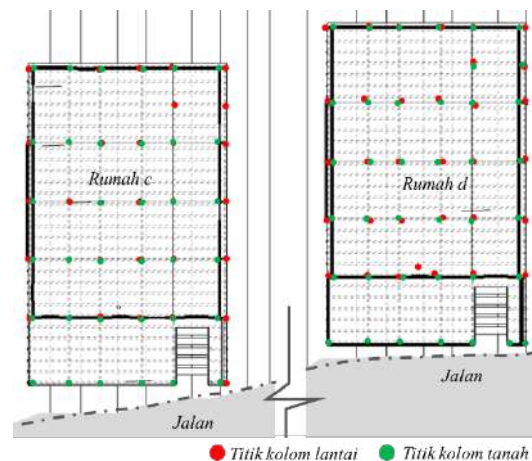 Rumah c
Rumah d
Jalan
Jalan
Titik kolom lantai
Titik kolom tanah